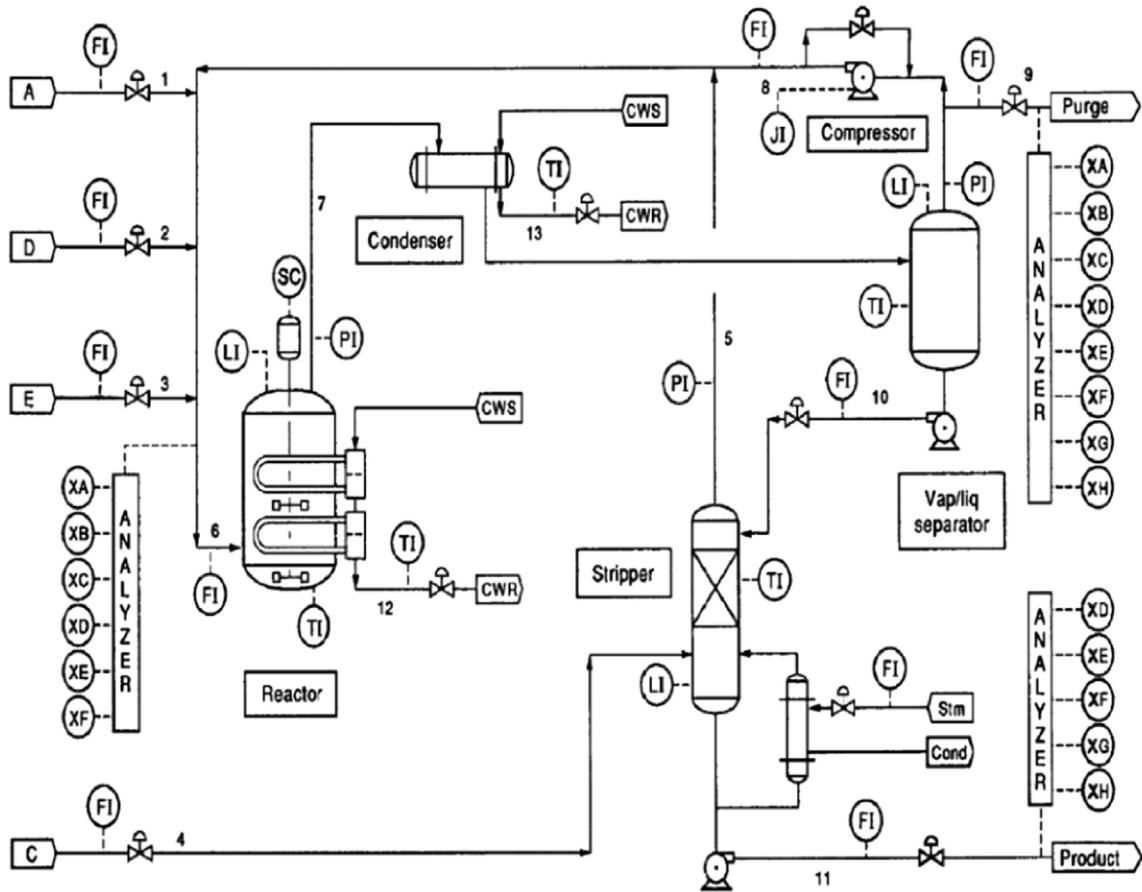 FI
FI
FI
9
A
1
8
Purge
CWS
JI
Compressor
XA
FI
7
TI
LI
PI
XB
D
2
CWR
Condenser
13
XC
SC
ANALYZER
XD
TI
FI
LI
PI
5
XE
E
3
PI
FI
10
XF
CWS
XG
XA
XH
ANALYZER
XB
6
Vap/liq
separator
XC
FI
TI
Stripper
TI
XD
12
CWR
TI
ANALYZER
XD
XE
XE
XF
Reactor
LI
FI
XF
Stm
XG
Cond
XH
FI
C
4
FI
Product
11